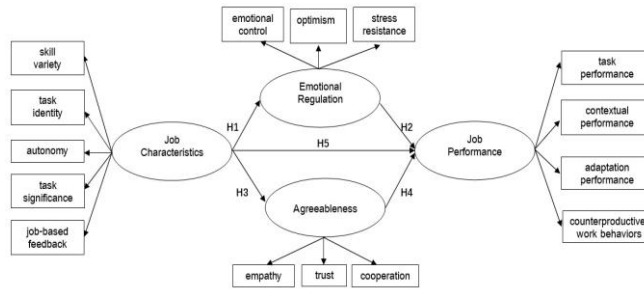 emotional
control
optimism
stress
resistance
skill
variety
task
identity
autonomy
task
significance
job-based
feedback
Job
Characteristics
Emotional
Regulation
Agreeableness
Job
Performance
H1
H2
H5
H3
H4
task
performance
contextual
performance
adaptation
performance
counterproductive
work behaviors
empathy
trust
cooperation